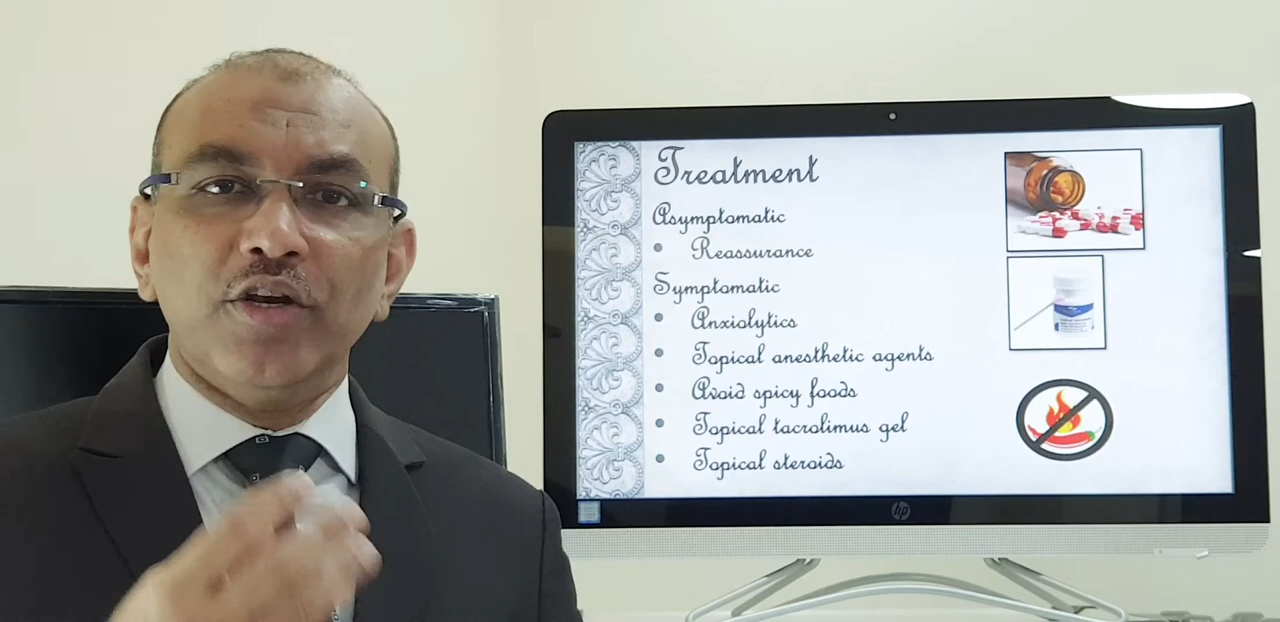 Treatment
Asymptomatic
• Reassurance
Symptomatic
• Anxiolytics
• Topical anesthetic agents
• Avoid spicy foods
• Topical tacrolimus gel
• Topical steroids
hp